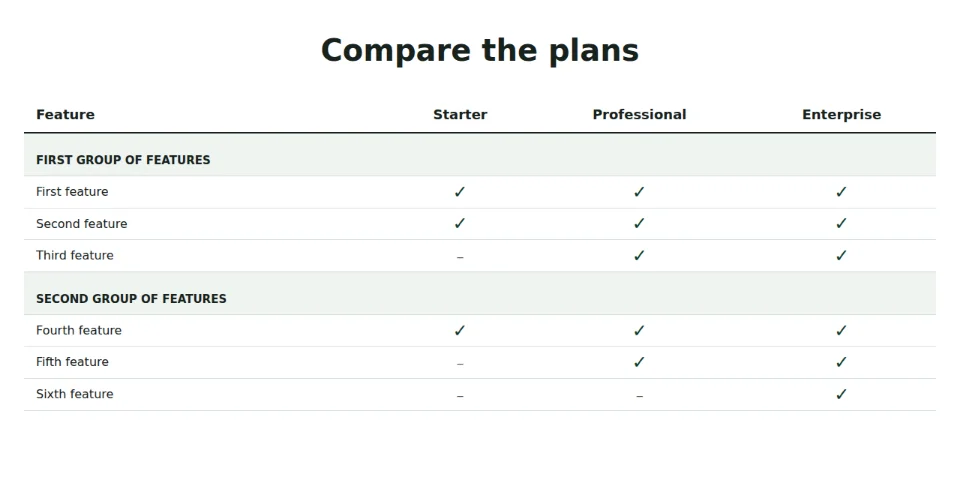 Compare the plans
Feature Starter Professional Enterprise
FIRST GROUP OF FEATURES
First feature ✓ ✓ ✓
Second feature ✓ ✓ ✓
Third feature – ✓ ✓
SECOND GROUP OF FEATURES
Fourth feature ✓ ✓ ✓
Fifth feature – ✓ ✓
Sixth feature – – ✓